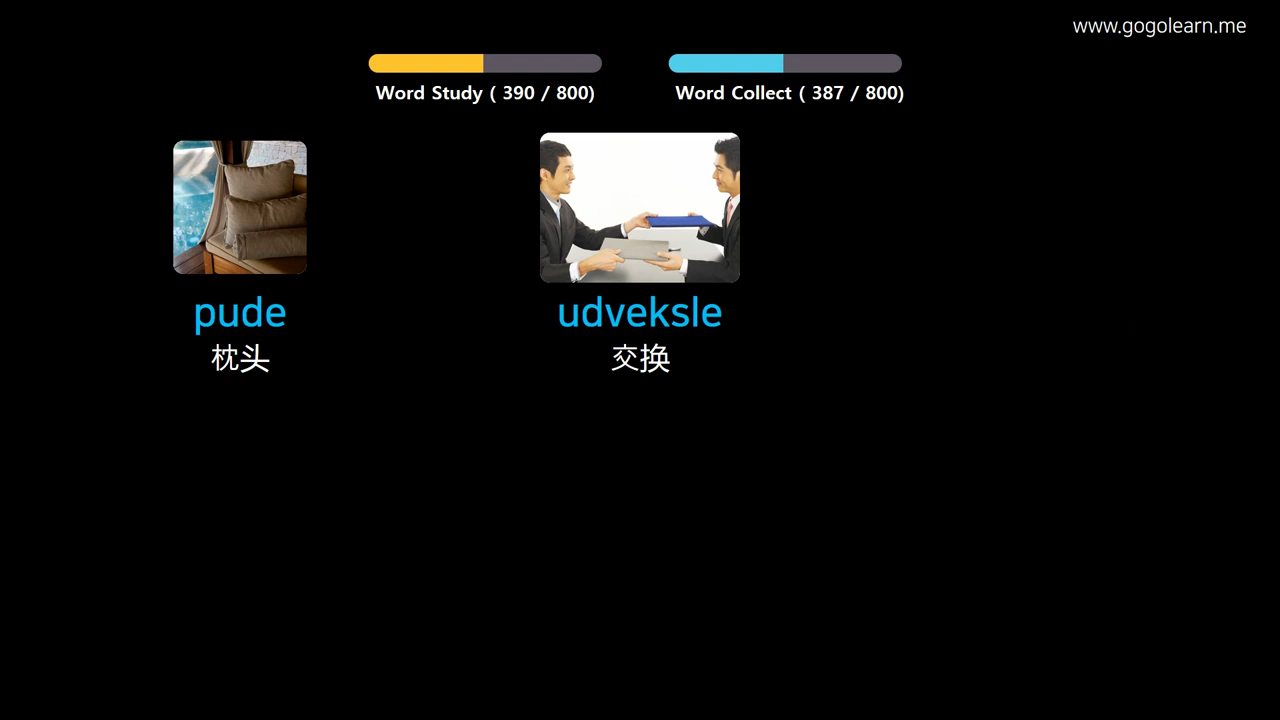 www.gogolearn.me
Word Study ( 390 / 800)
Word Collect ( 387 / 800)
pude
枕头
udveksle
交换